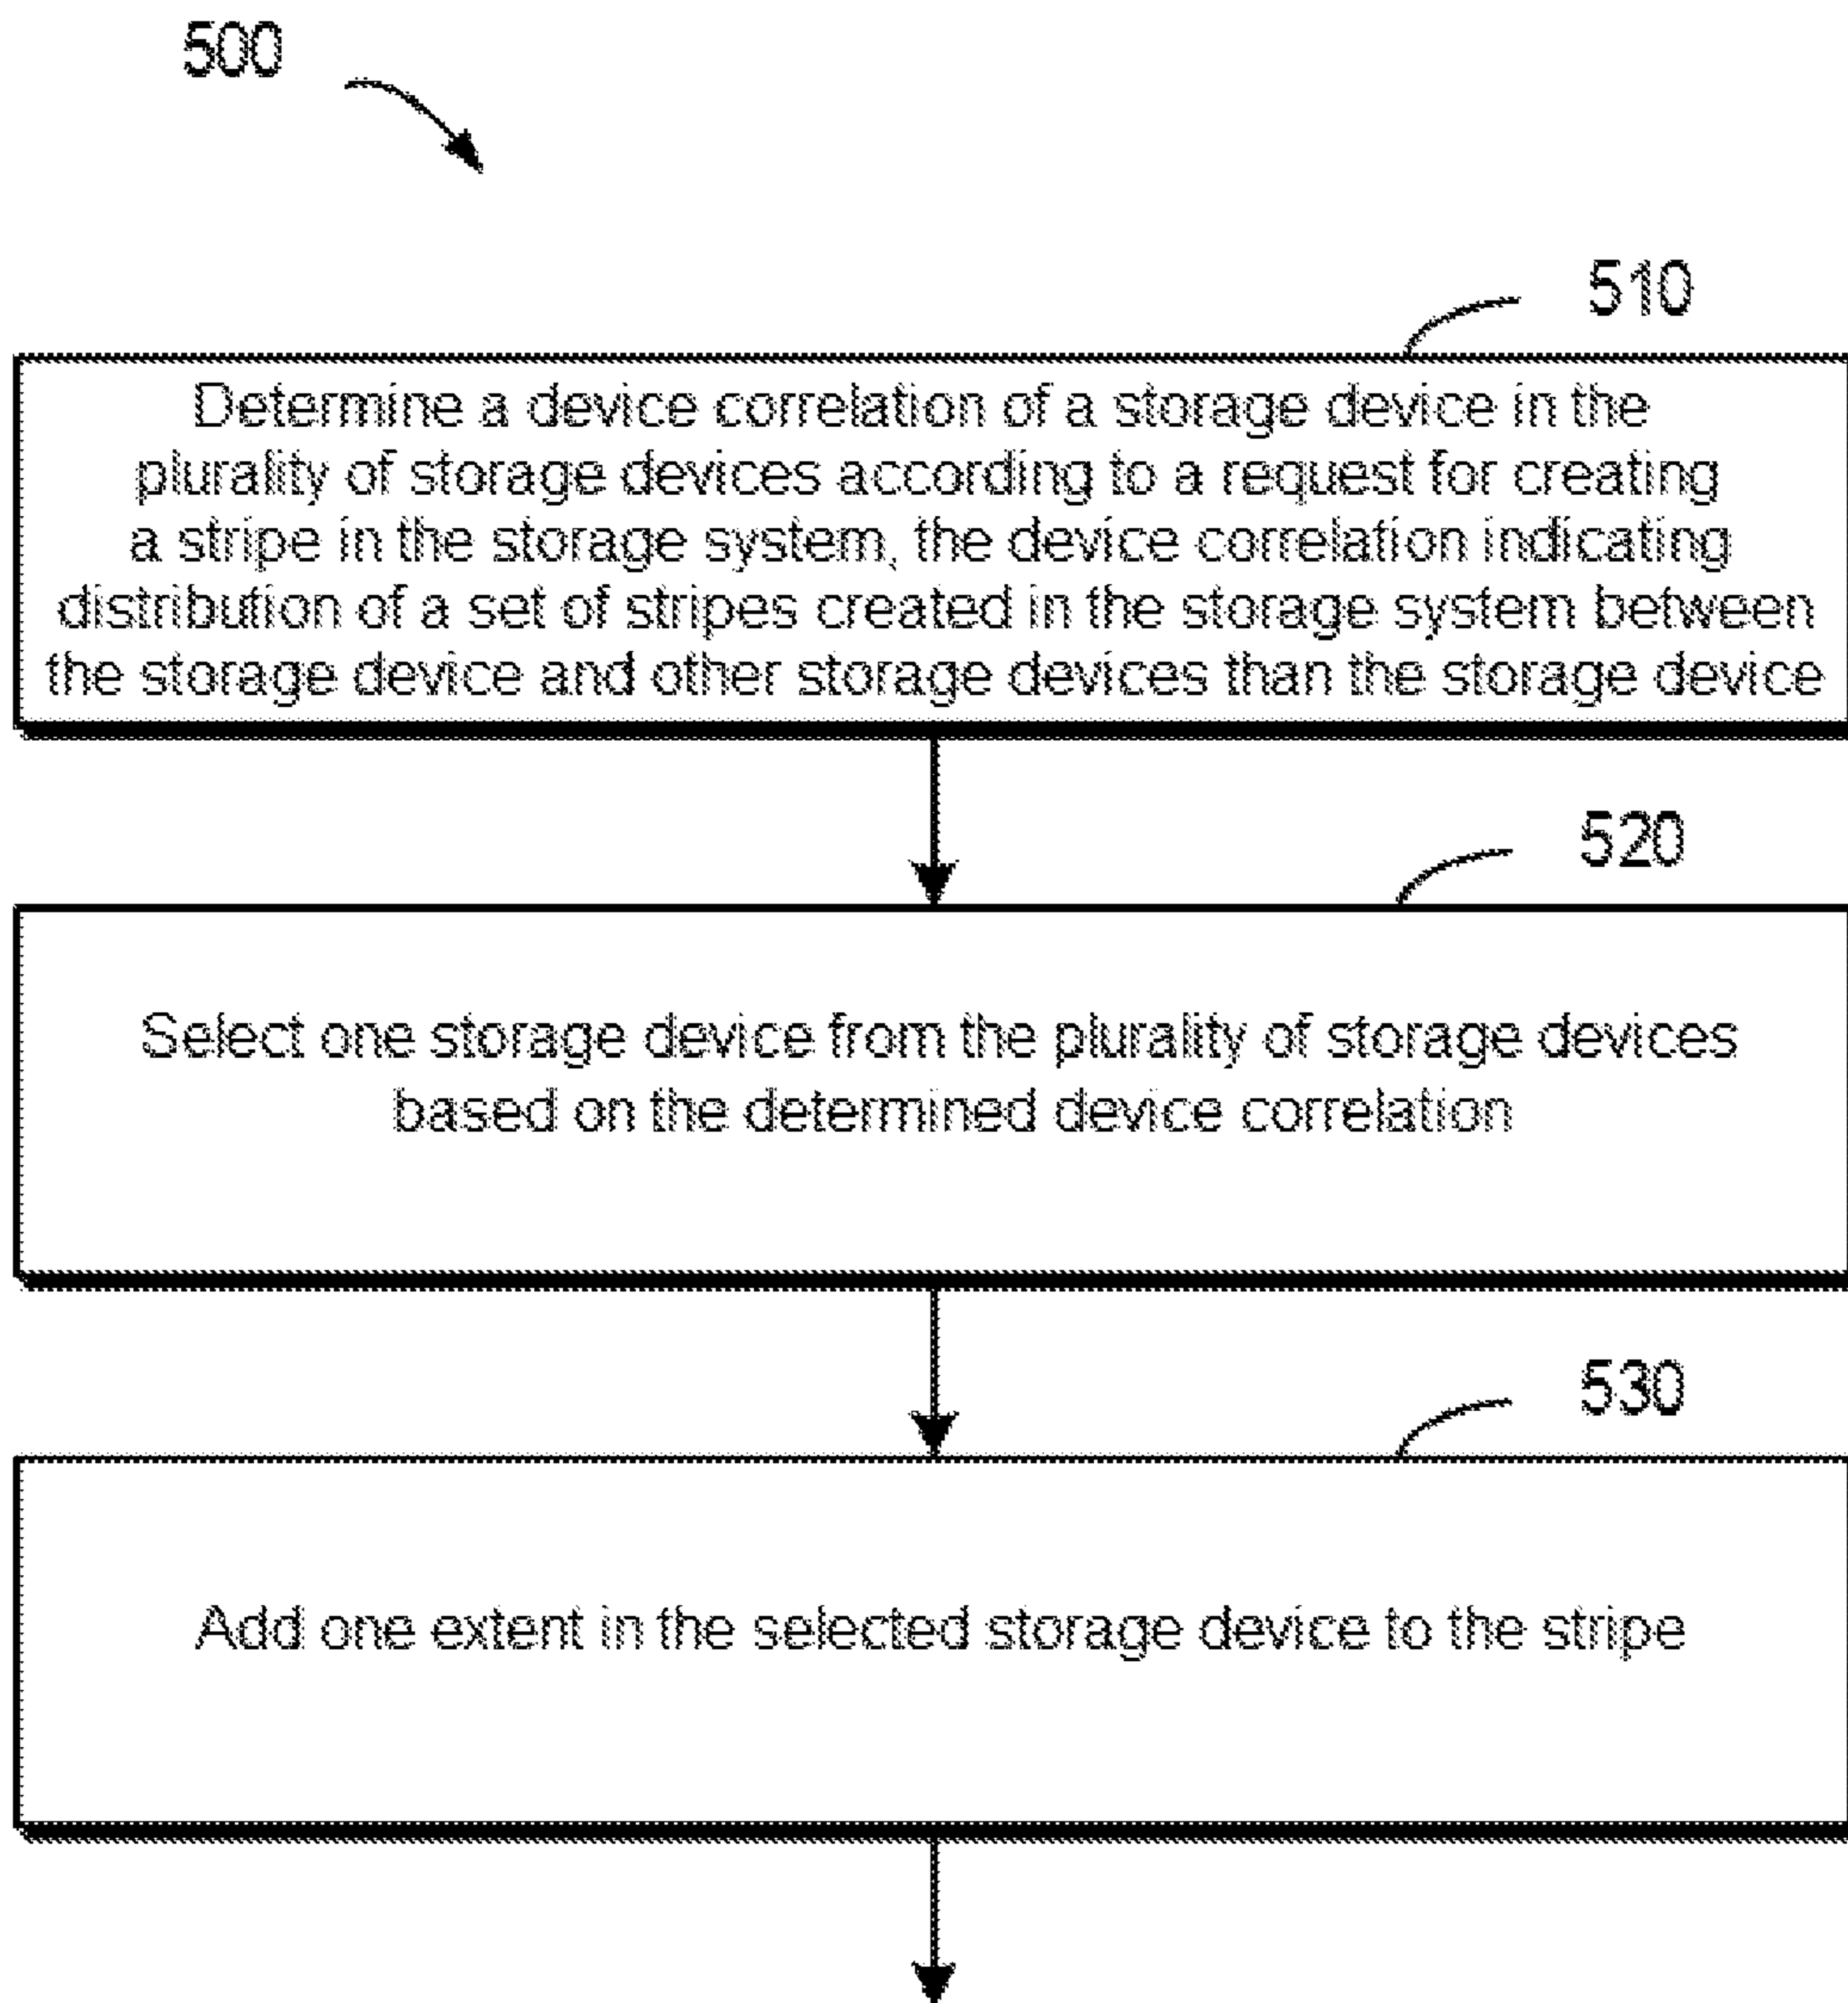 500
510
Determine a device correlation of a storage device in the
plurality of storage devices according to a request for creating
a stripe in the storage system, the device correlation indicating
distribution of a set of stripes created in the storage system between
the storage device and other storage devices than the storage device
520
Select one storage device from the plurality of storage devices
based on the determined device correlation
530
Add one extent in the selected storage device to the stripe